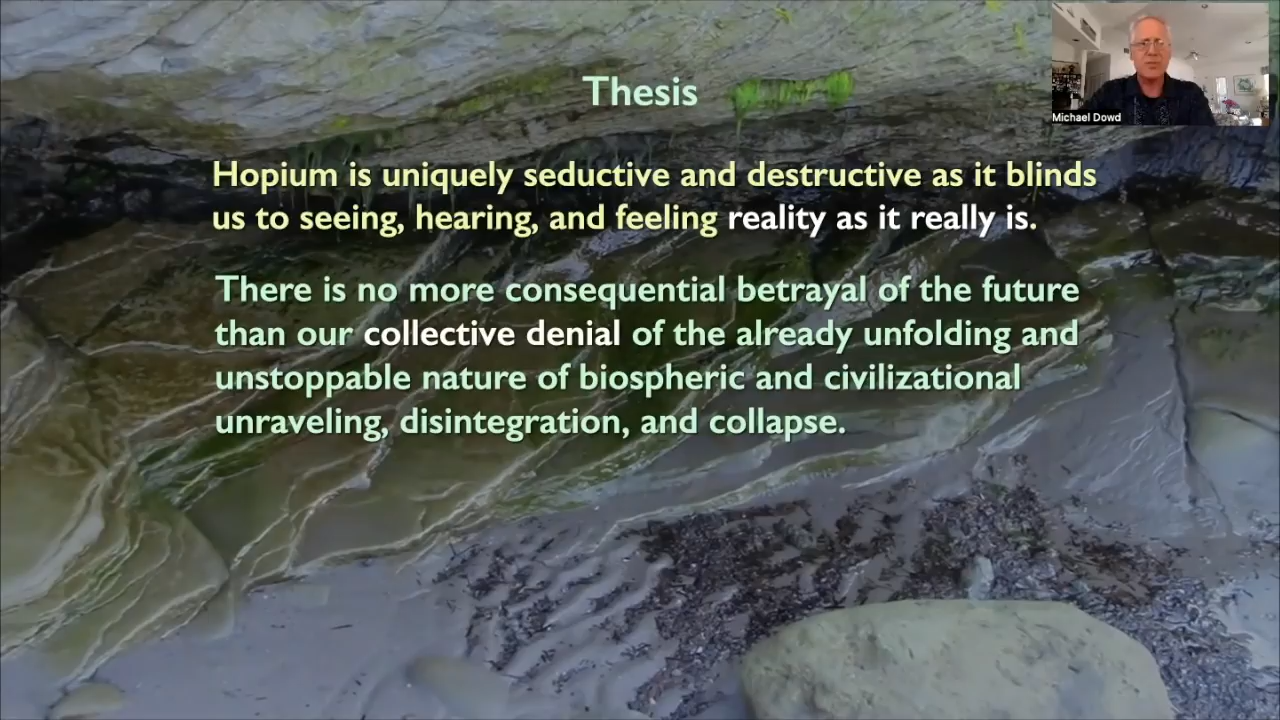 Thesis
Michael Dowd
Hopium is uniquely seductive and destructive as it blinds
us to seeing, hearing, and feeling reality as it really is.
There is no more consequential betrayal of the future
than our collective denial of the already unfolding and
unstoppable nature of biospheric and civilizational
unraveling, disintegration, and collapse.